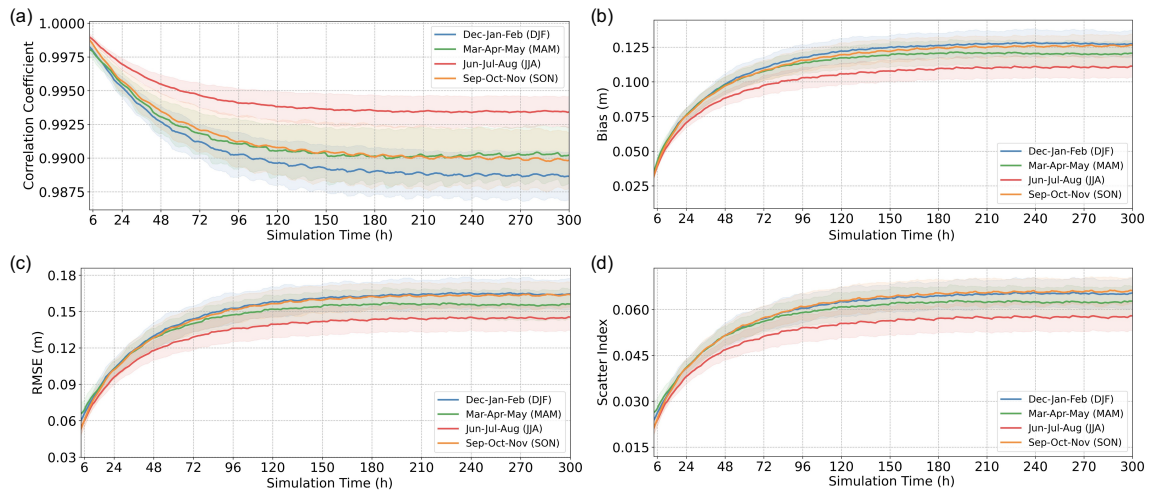 (a)
1.0000
0.9975
0.9950
0.9925
0.9900
0.9875
Correlation Coefficient
Dec-Jan-Feb (DJF)
Mar-Apr-May (MAM)
Jun-Jul-Aug (JJA)
Sep-Oct-Nov (SON)
6 24 48 72 96 120 150 180 210 240 270 300
Simulation Time (h)
(b)
0.125
0.100
0.075
0.050
0.025
Bias (m)
Dec-Jan-Feb (DJF)
Mar-Apr-May (MAM)
Jun-Jul-Aug (JJA)
Sep-Oct-Nov (SON)
6 24 48 72 96 120 150 180 210 240 270 300
Simulation Time (h)
(c)
0.18
0.15
0.12
0.09
0.06
0.03
RMSE (m)
Dec-Jan-Feb (DJF)
Mar-Apr-May (MAM)
Jun-Jul-Aug (JJA)
Sep-Oct-Nov (SON)
6 24 48 72 96 120 150 180 210 240 270 300
Simulation Time (h)
(d)
0.060
0.045
0.030
0.015
Scatter Index
Dec-Jan-Feb (DJF)
Mar-Apr-May (MAM)
Jun-Jul-Aug (JJA)
Sep-Oct-Nov (SON)
6 24 48 72 96 120 150 180 210 240 270 300
Simulation Time (h)